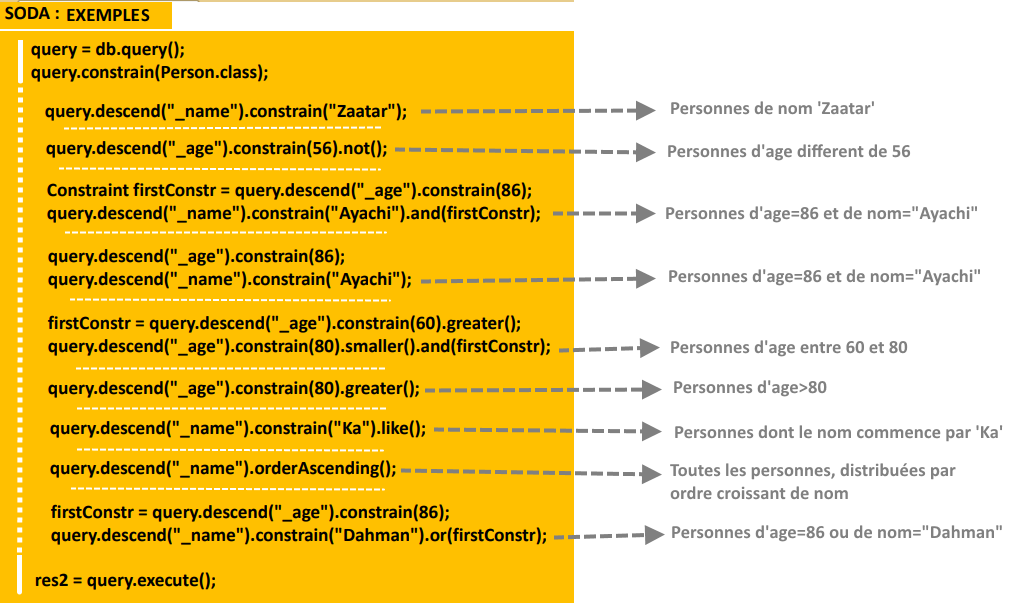 SODA : EXEMPLES
query = db.query();
query.constrain(Person.class);
query.descend("_name").constrain("Zaatar");
Personnes de nom 'Zaatar'
query.descend("_age").constrain(56).not();
Personnes d'age different de 56
Constraint firstConstr = query.descend("_age").constrain(86);
query.descend("_name").constrain("Ayachi").and(firstConstr);
Personnes d'age=86 et de nom="Ayachi"
query.descend("_age").constrain(86);
query.descend("_name").constrain("Ayachi");
Personnes d'age=86 et de nom="Ayachi"
firstConstr = query.descend("_age").constrain(60).greater();
query.descend("_age").constrain(80).smaller().and(firstConstr);
Personnes d'age entre 60 et 80
query.descend("_age").constrain(80).greater();
Personnes d'age>80
query.descend("_name").constrain("Ka").like();
Personnes dont le nom commence par 'Ka'
query.descend("_name").orderAscending();
Toutes les personnes, distribuées par
ordre croissant de nom
firstConstr = query.descend("_age").constrain(86);
query.descend("_name").constrain("Dahman").or(firstConstr);
Personnes d'age=86 ou de nom="Dahman"
res2 = query.execute();